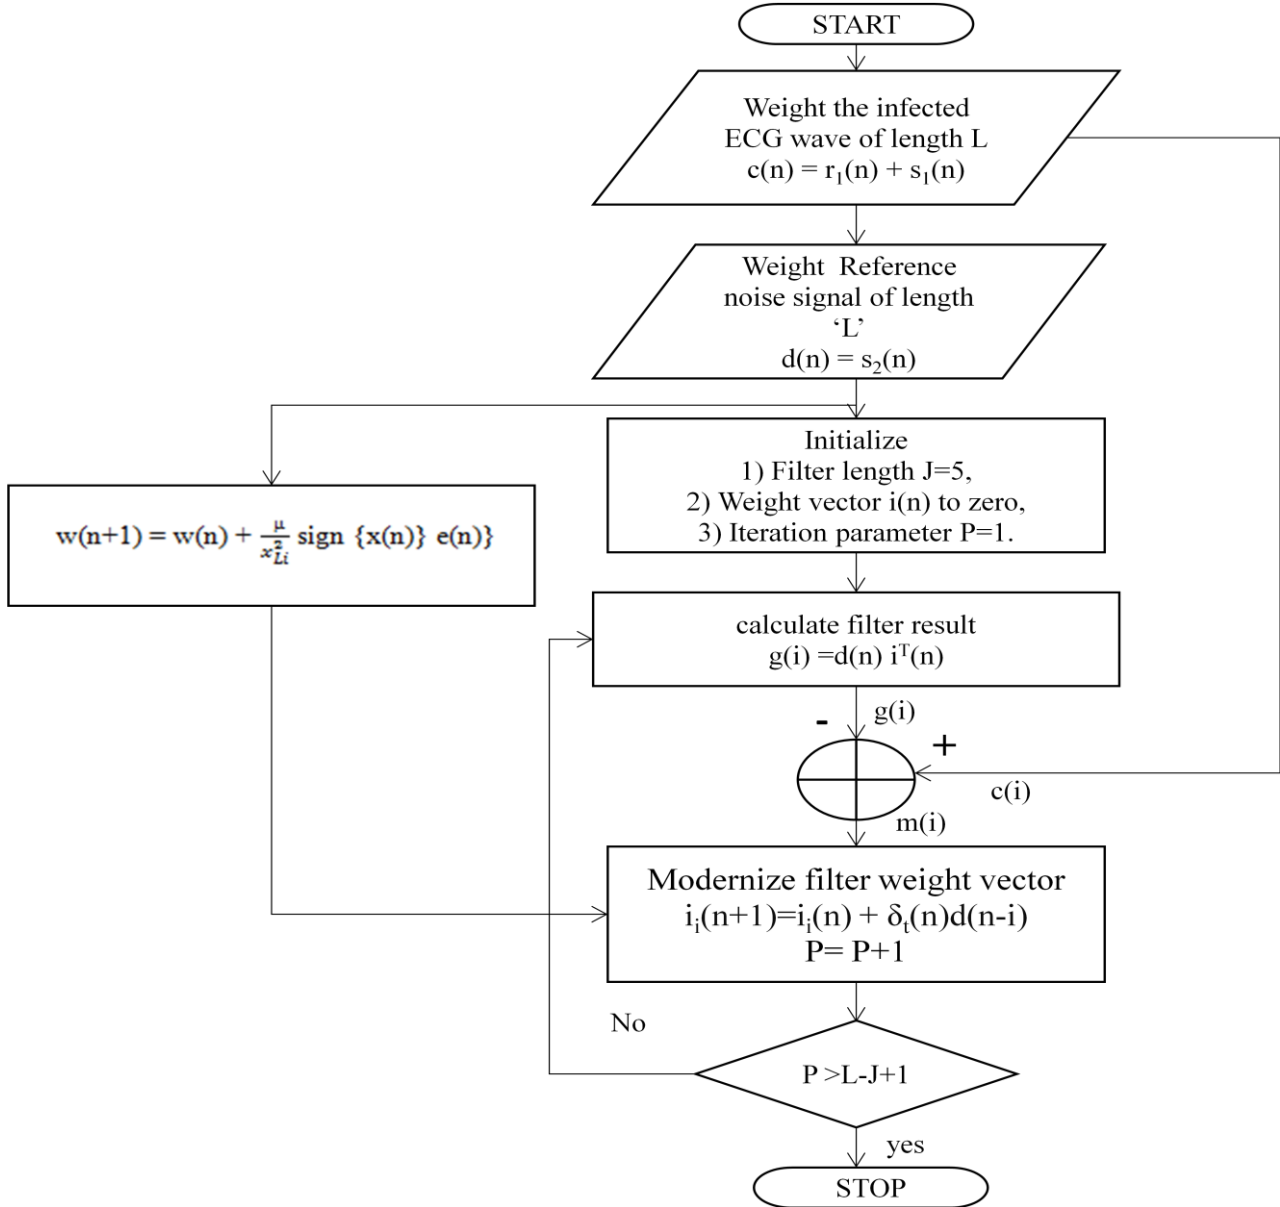 START
Weight the infected
ECG wave of length L
c(n) = r₁(n) + s₁(n)
Weight Reference
noise signal of length
‘L’
d(n) = s₂(n)
Initialize
1) Filter length J=5,
2) Weight vector i(n) to zero,
3) Iteration parameter P=1.
w(n+1) = w(n) + μ/x²_Li sign {x(n)} e(n)}
calculate filter result
g(i) =d(n) iᵀ(n)
- g(i)
+
c(i)
m(i)
Modernize filter weight vector
iᵢ(n+1)=iᵢ(n) + δₜ(n)d(n-i)
P= P+1
No
P >L-J+1
yes
STOP